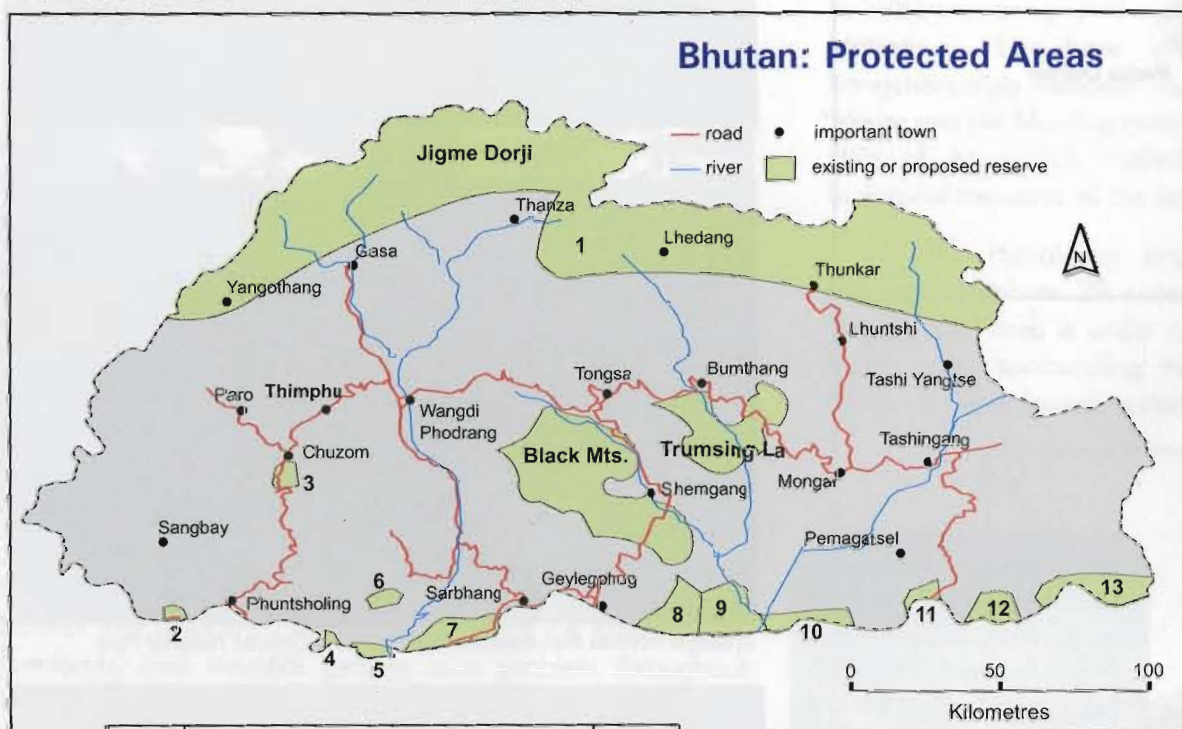 Bhutan: Protected Areas
road
important town
river
existing or proposed reserve
Jigme Dorji
Thanza
1
Lhedang
N
Gasa
Yangothang
Thunkar
Lhuntshi
Tashi Yangtse
Tongsa
Bumthang
Paro
Thimphu
Wangdi
Phodrang
Chuzom
3
Black Mts.
Trumsing La
Tashingang
Mongar
Shemgang
Sangbay
Pemagatsel
6
Sarbhang
Geylegphug
Phuntsholing
2
4
5
7
8
9
10
11
12
13
0
50
100
Kilometres